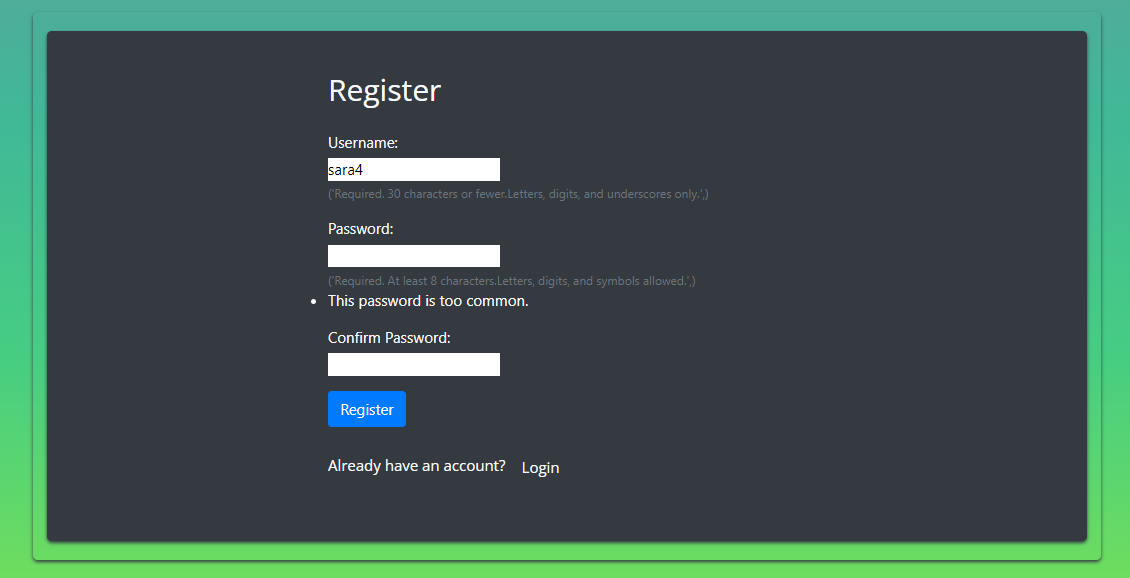 Register
Username:
sara4
('Required. 30 characters or fewer.Letters, digits, and underscores only.',)
Password:
('Required. At least 8 characters.Letters, digits, and symbols allowed.',)
• This password is too common.
Confirm Password:
Register
Already have an account? Login